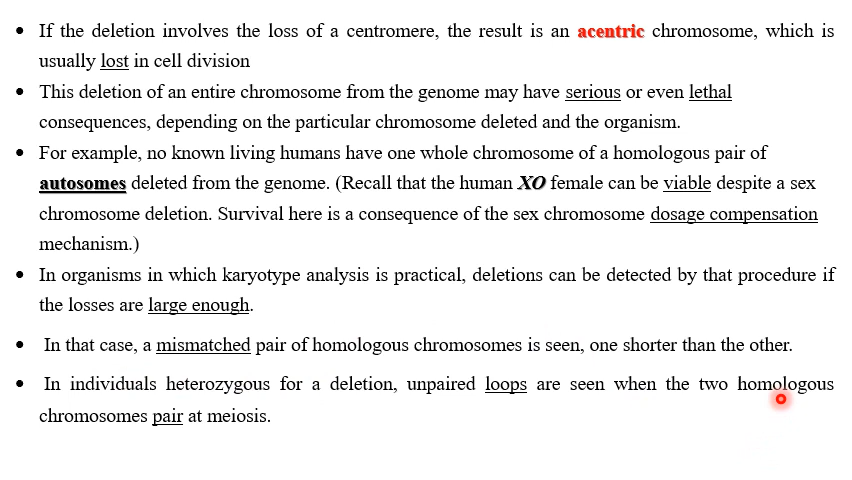 • If the deletion involves the loss of a centromere, the result is an acentric chromosome, which is
usually lost in cell division
• This deletion of an entire chromosome from the genome may have serious or even lethal
consequences, depending on the particular chromosome deleted and the organism.
• For example, no known living humans have one whole chromosome of a homologous pair of
autosomes deleted from the genome. (Recall that the human XO female can be viable despite a sex
chromosome deletion. Survival here is a consequence of the sex chromosome dosage compensation
mechanism.)
• In organisms in which karyotype analysis is practical, deletions can be detected by that procedure if
the losses are large enough.
• In that case, a mismatched pair of homologous chromosomes is seen, one shorter than the other.
• In individuals heterozygous for a deletion, unpaired loops are seen when the two homologous
chromosomes pair at meiosis.